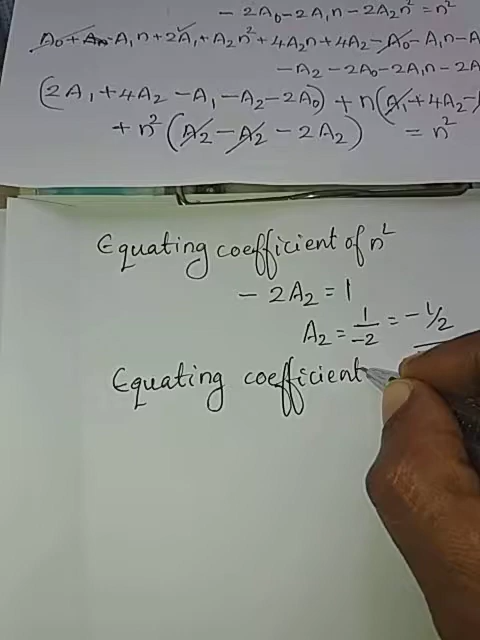 - 2A₀ - 2A₁n - 2A₂n² = n²
A₀ + A₁n + 2A₁ + A₂n² + 4A₂n + 4A₂ - A₀ - A₁n - A
- A₂ - 2A₀ - 2A₁n - 2A
(2A₁ + 4A₂ - A₁ - A₂ - 2A₀) + n(A₁ + 4A₂ -
+ n² (A₂ - A₂ - 2A₂) = n²
Equating coefficient of n²
- 2A₂ = 1
A₂ = 1/-2 = -1/2
Equating coefficient